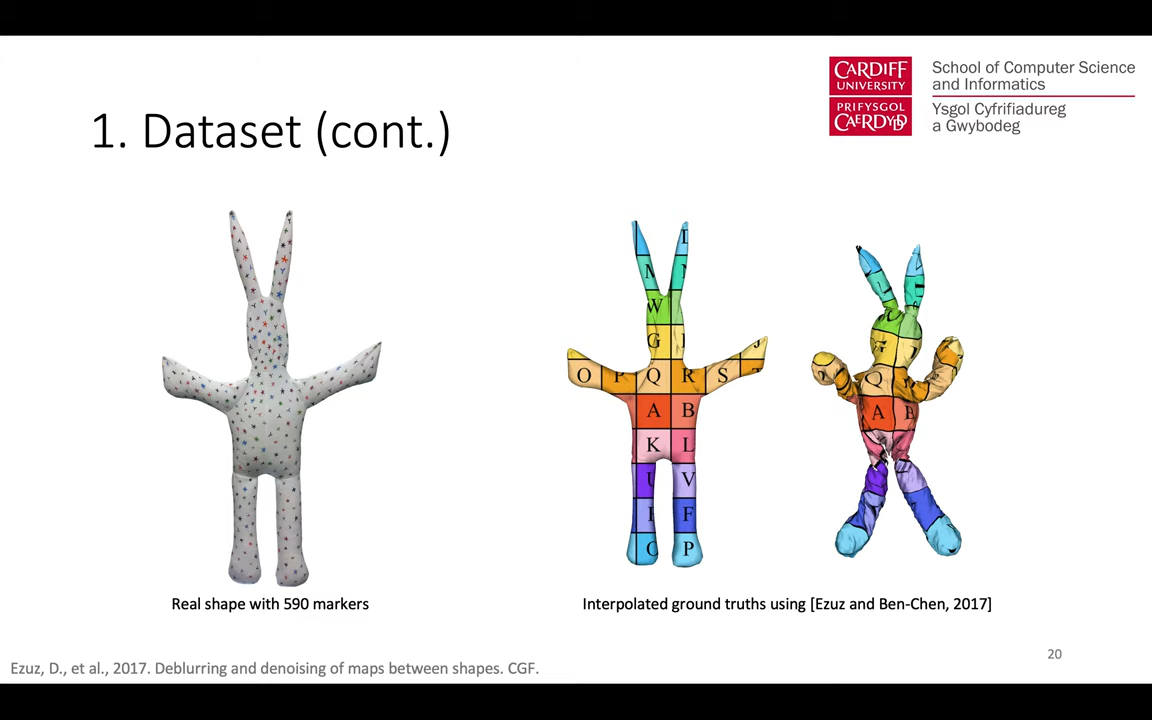 CARDIFF
UNIVERSITY
PRIFYSGOL
CAERDYDD
School of Computer Science
and Informatics
Ysgol Cyfrifiadureg
a Gwybodeg
1. Dataset (cont.)
W
G
O P Q R S
A B
K L
V
F
P
Q
A B
Real shape with 590 markers
Interpolated ground truths using [Ezuz and Ben-Chen, 2017]
20
Ezuz, D., et al., 2017. Deblurring and denoising of maps between shapes. CGF.